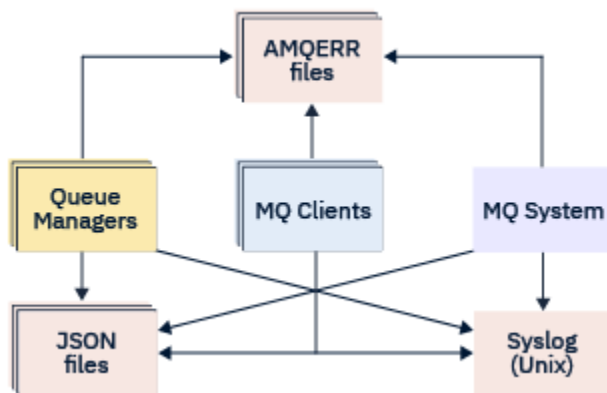 AMQERR
files
Queue
Managers
MQ Clients
MQ System
JSON
files
Syslog
(Unix)